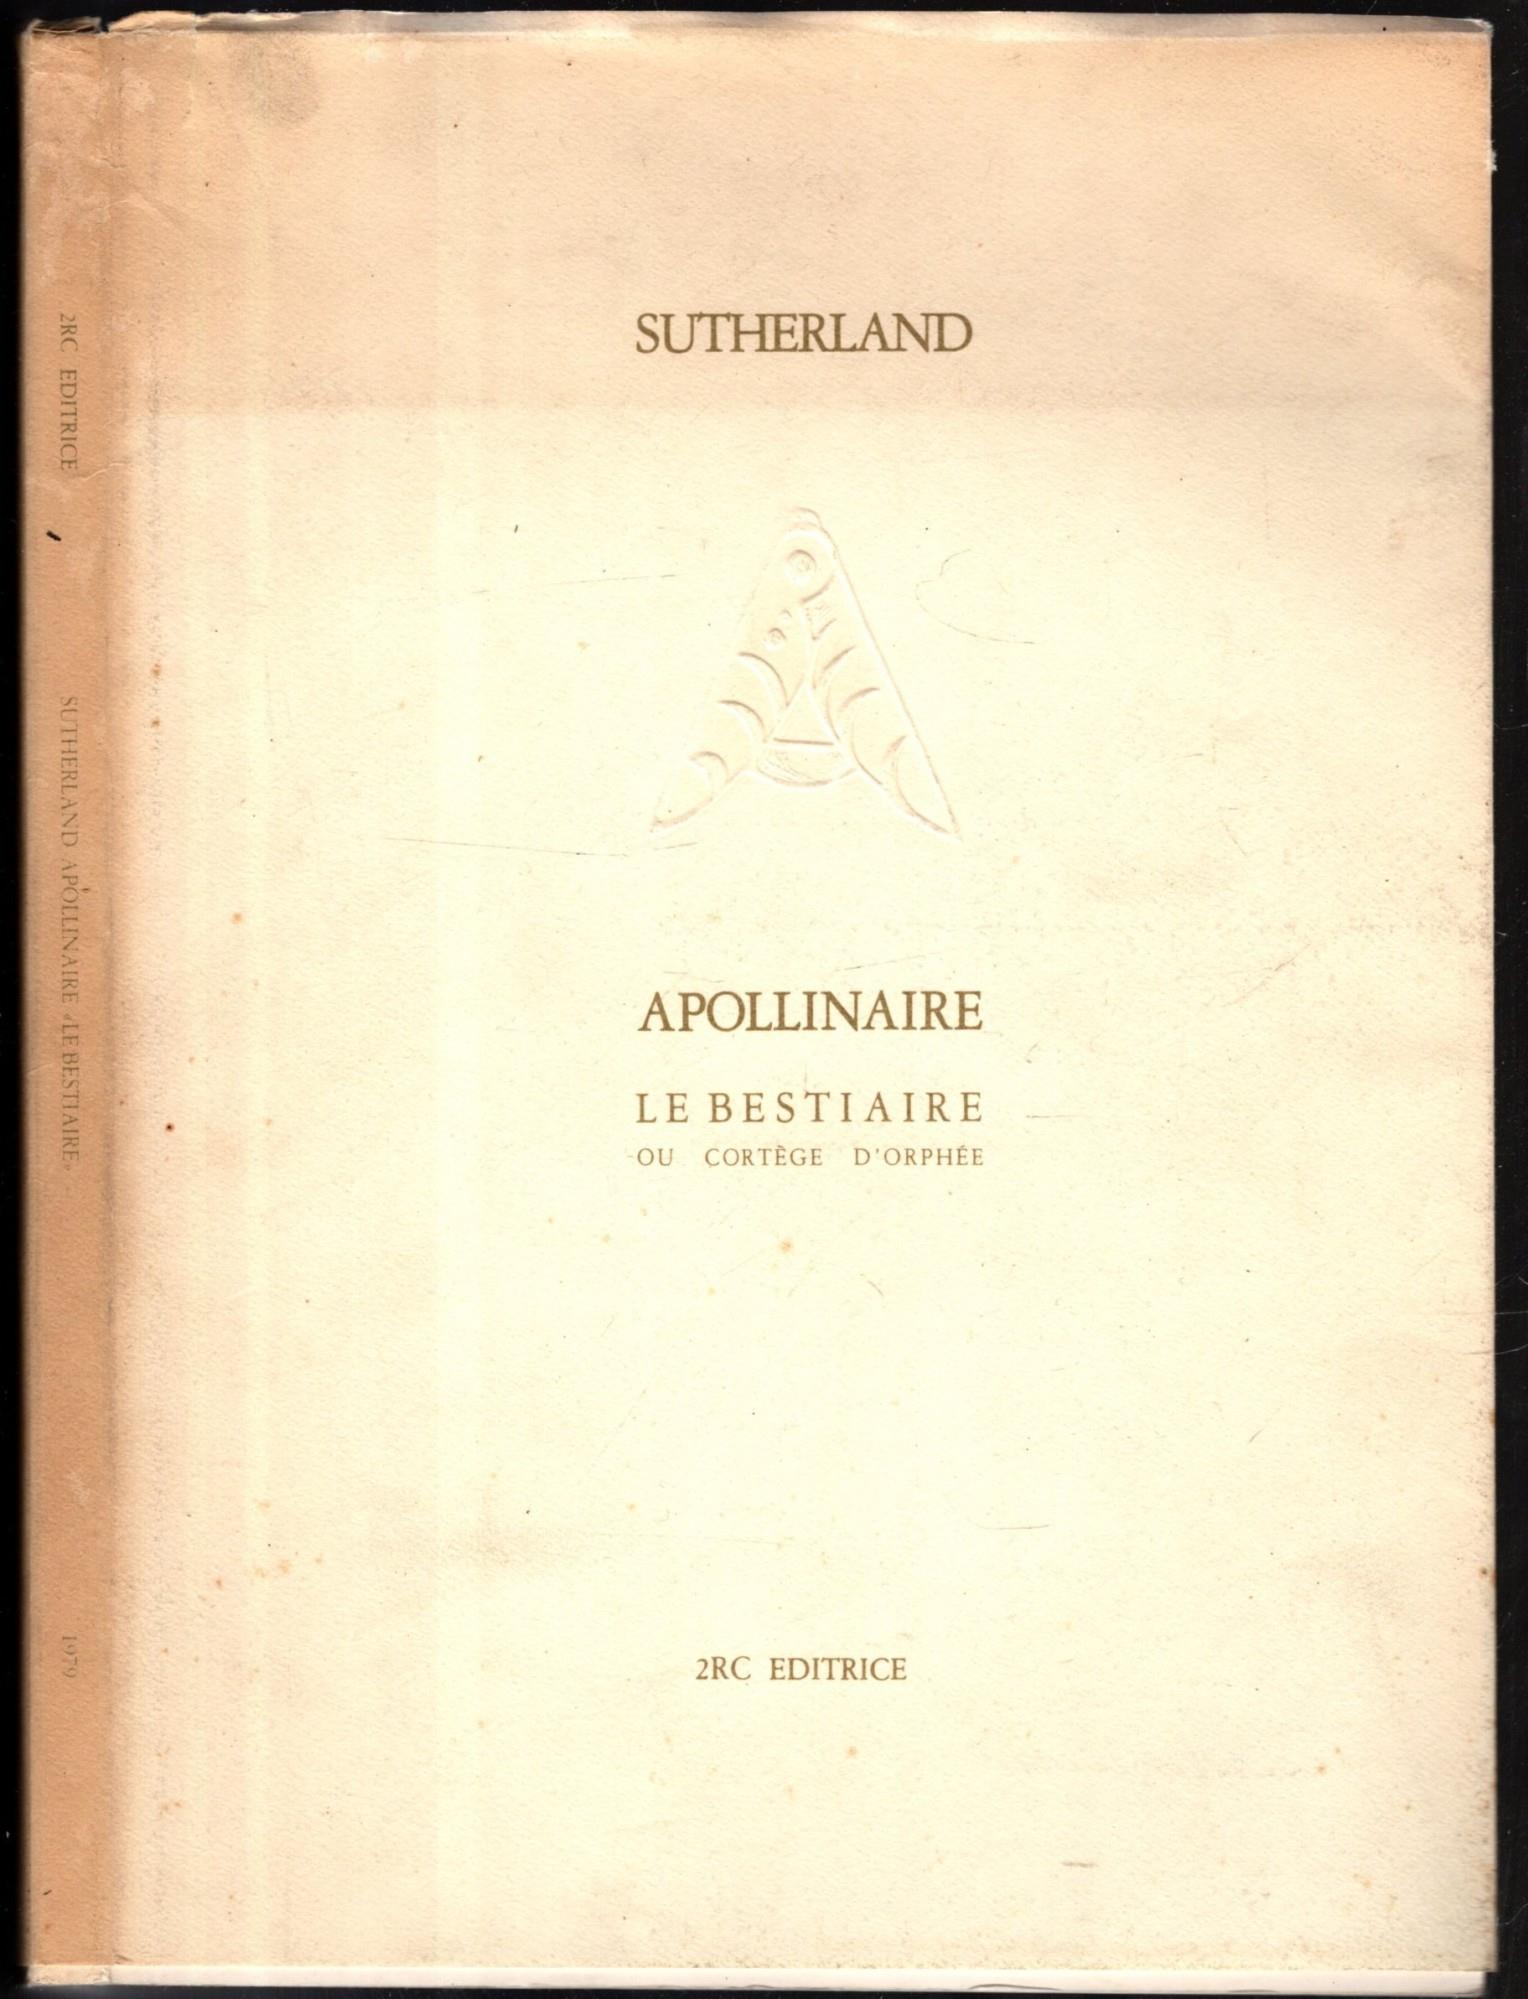 SUTHERLAND
APOLLINAIRE
LE BESTIAIRE
OU CORTÈGE D'ORPHÉE
2RC EDITRICE
2RC EDITRICE
SUTHERLAND APOLLINAIRE «LE BESTIAIRE»
1979